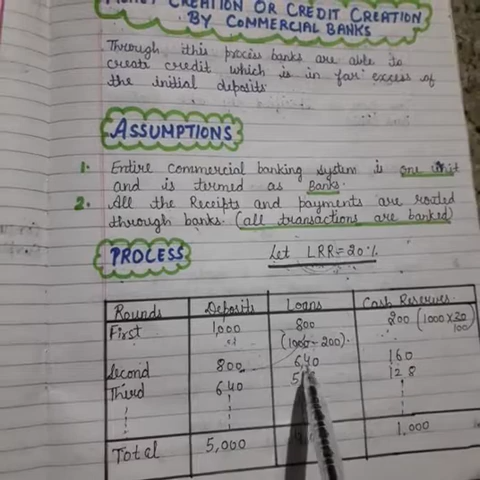 CREATION OR CREDIT CREATION
BY COMMERCIAL BANKS
Through this process banks are able to
create credit which is in far excess of
the initial deposits.
ASSUMPTIONS
1. Entire commercial banking system is one unit
and is termed as Banks.
2. All the Receipts and payments are routed
through banks. (all transactions are banked)
PROCESS
Let LRR = 20%
Rounds Deposits Loans Cash Reserves
First 1,000 800 200 (1000 × 20/100)
(1000 - 200).
Second 800 640 160
Third 640 128
Total 5,000 1,000